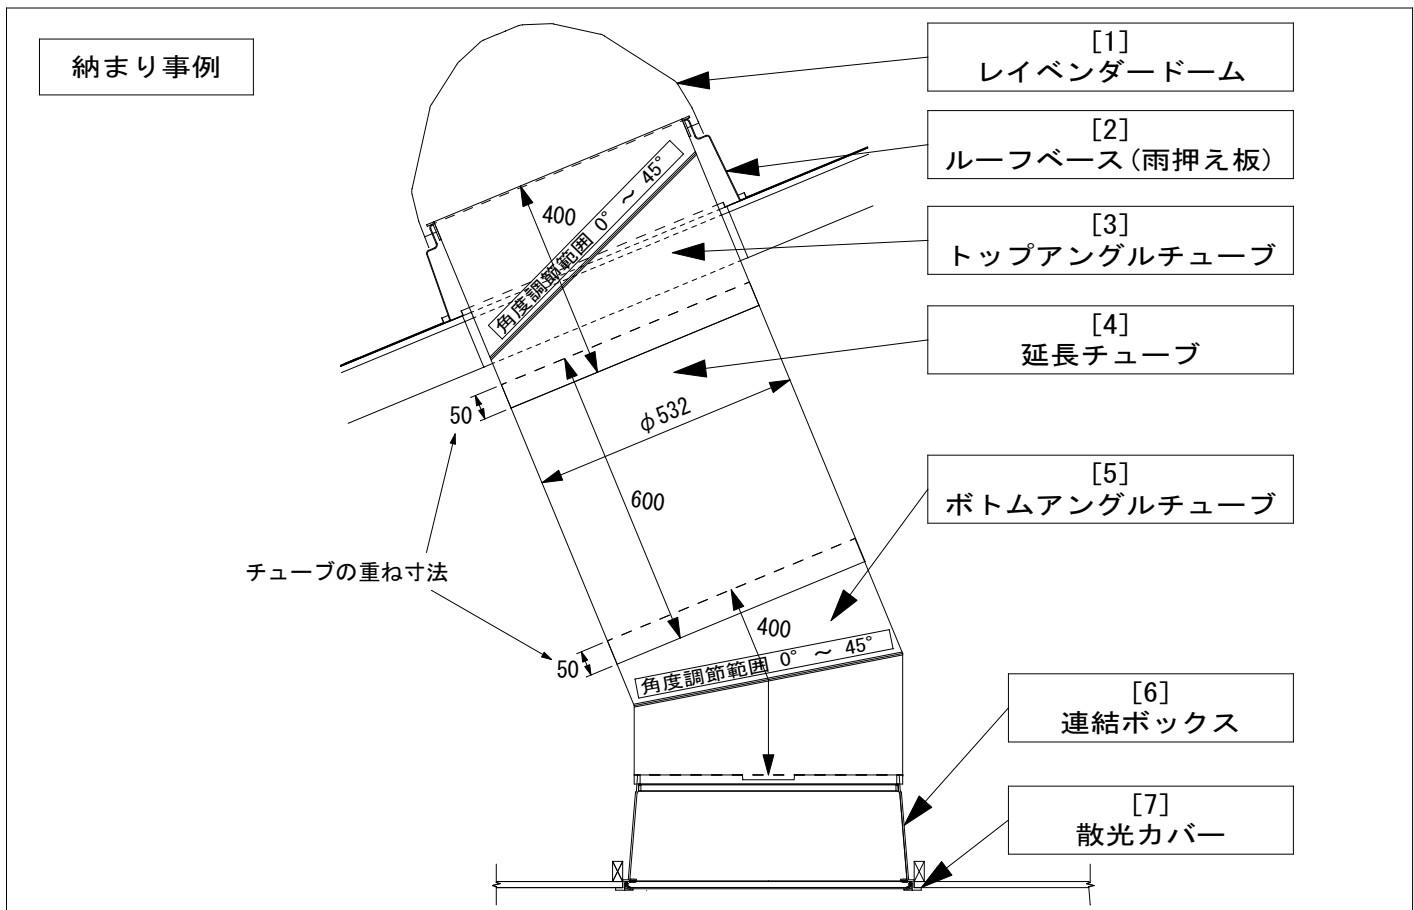 納まり事例
[1]
レイベンダードーム
[2]
ルーフベース(雨押え板)
[3]
トップアングルチューブ
[4]
延長チューブ
[5]
ボトムアングルチューブ
[6]
連結ボックス
[7]
散光カバー
400
角度調節範囲 0° ～ 45°
50
φ532
600
チューブの重ね寸法
50
400
角度調節範囲 0° ～ 45°